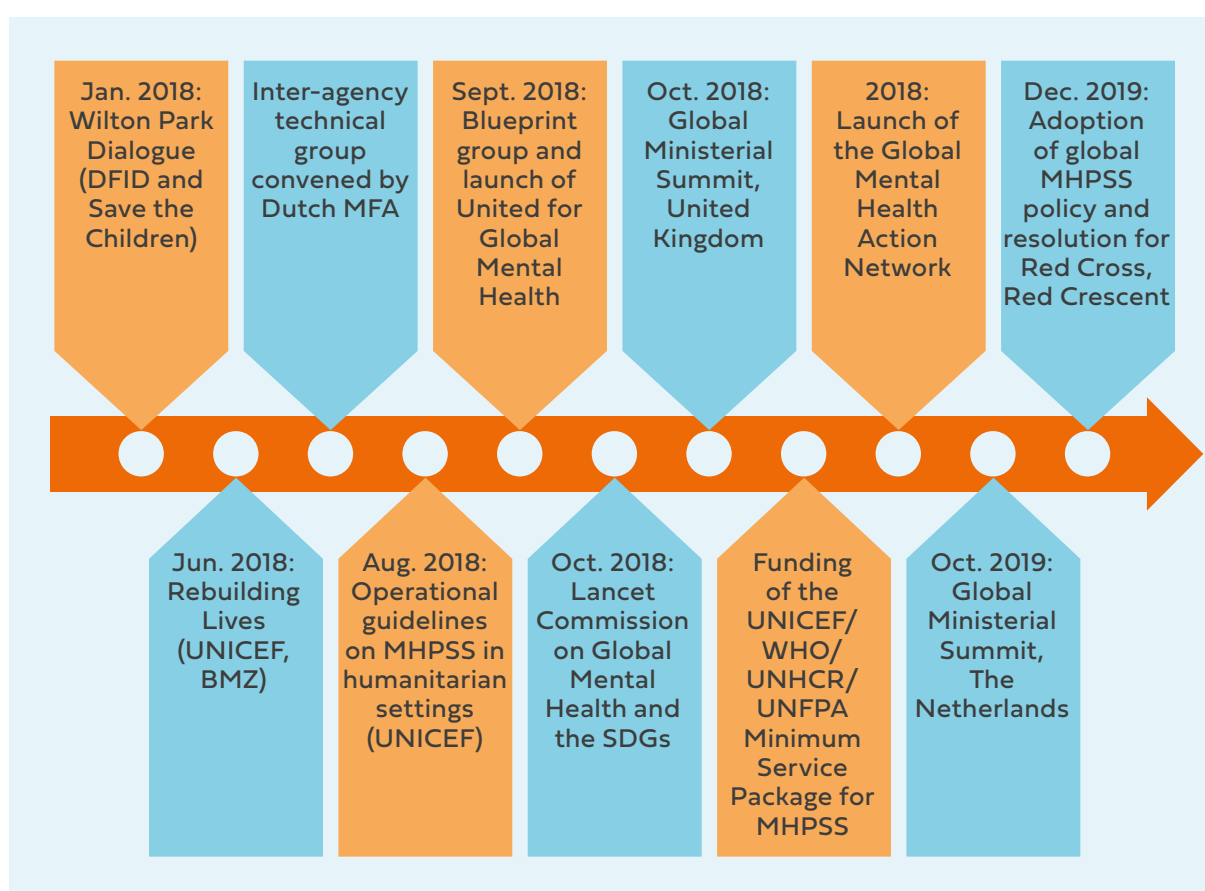 Jan. 2018:
Wilton Park
Dialogue
(DFID and
Save the
Children)
Inter-agency
technical
group
convened by
Dutch MFA
Sept. 2018:
Blueprint
group and
launch of
United for
Global
Mental
Health
Oct. 2018:
Global
Ministerial
Summit,
United
Kingdom
2018:
Launch of
the Global
Mental
Health
Action
Network
Dec. 2019:
Adoption
of global
MHPSS
policy and
resolution for
Red Cross,
Red Crescent
Jun. 2018:
Rebuilding
Lives
(UNICEF,
BMZ)
Aug. 2018:
Operational
guidelines
on MHPSS in
humanitarian
settings
(UNICEF)
Oct. 2018:
Lancet
Commission
on Global
Mental
Health and
the SDGs
Funding
of the
UNICEF/
WHO/
UNHCR/
UNFPA
Minimum
Service
Package for
MHPSS
Oct. 2019:
Global
Ministerial
Summit,
The
Netherlands